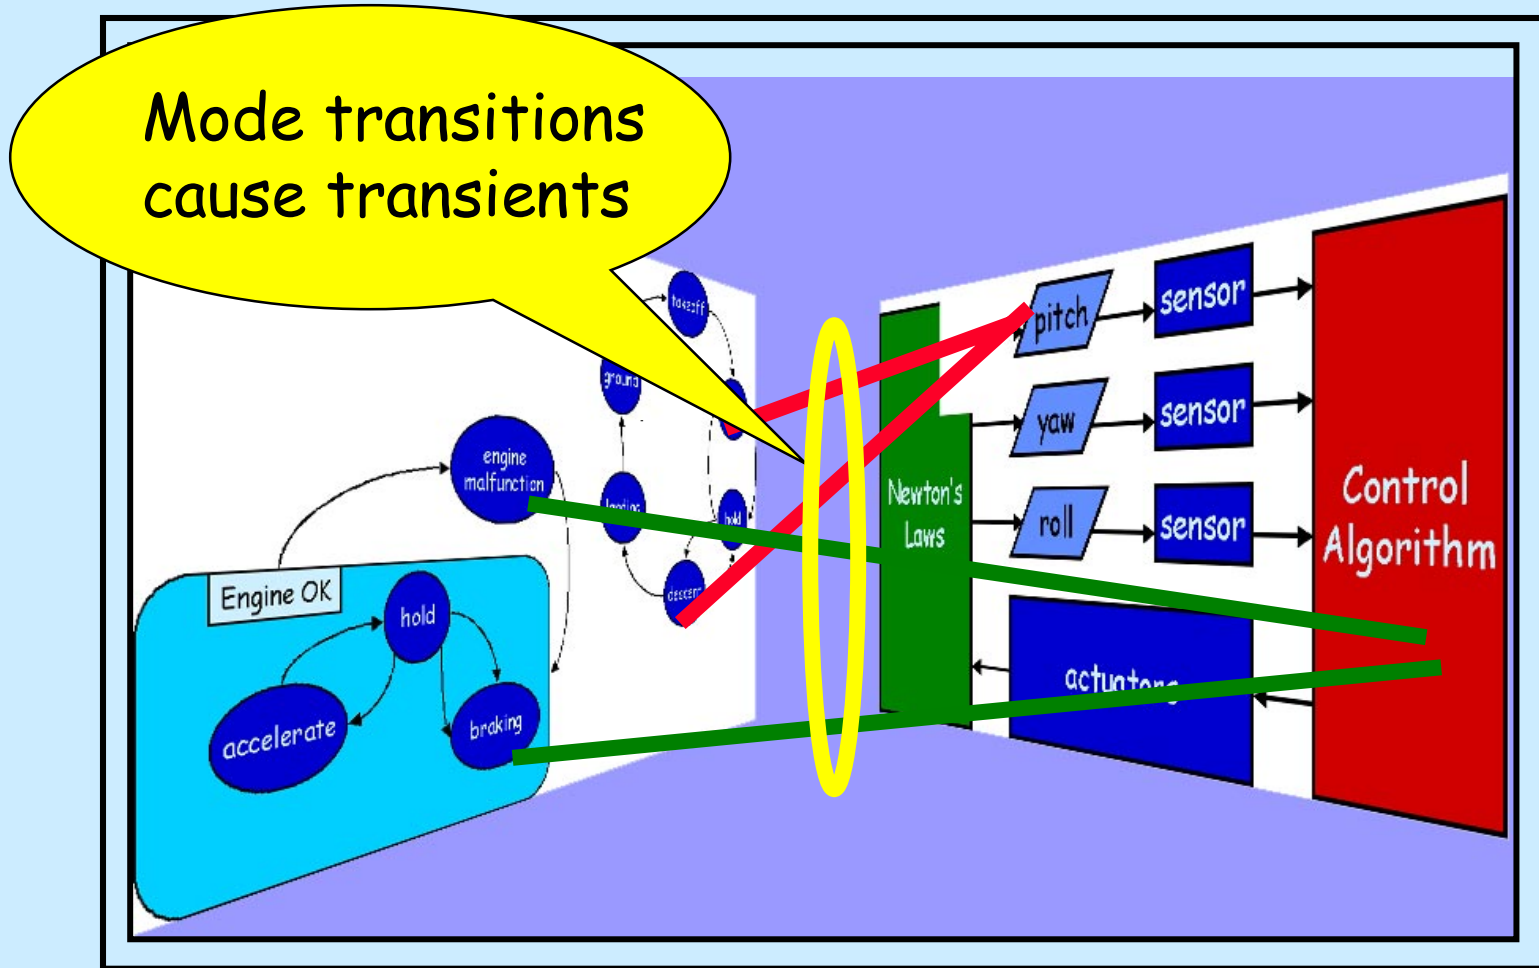 Mode transitions
cause transients
takeoff
ground
engine
malfunction
landing
hold
descent
Engine OK
hold
accelerate
braking
pitch
sensor
yaw
sensor
roll
sensor
Newton's
Laws
actuators
Control
Algorithm